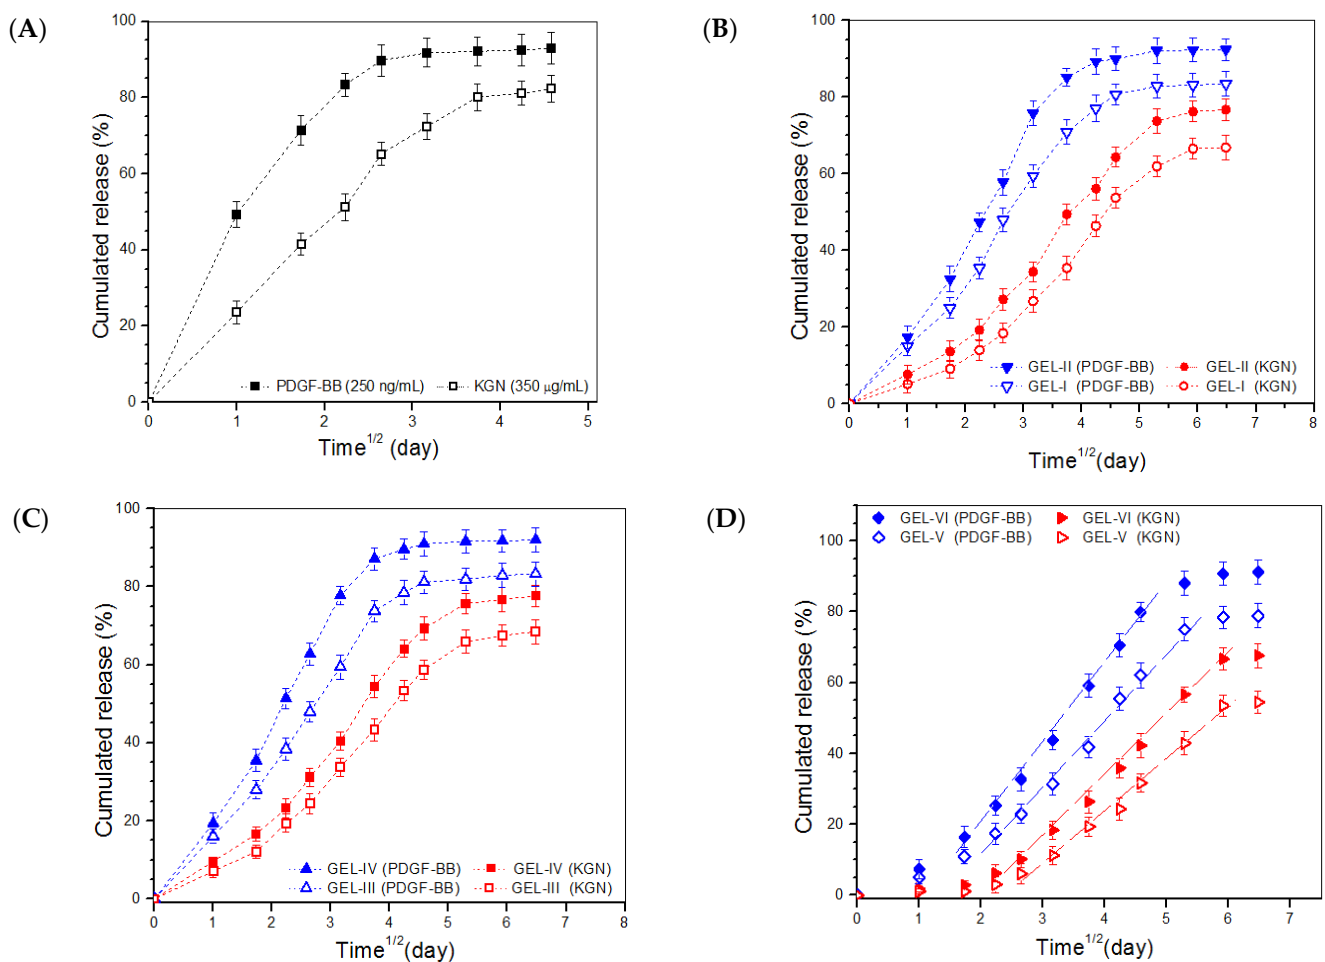 (A)
100
80
60
40
20
0
Cumulated release (%)
PDGF-BB (250 ng/mL) KGN (350 µg/mL)
0 1 2 3 4 5
Time1/2 (day)
(B)
100
80
60
40
20
0
Cumulated release (%)
GEL-II (PDGF-BB) GEL-II (KGN)
GEL-I (PDGF-BB) GEL-I (KGN)
0 1 2 3 4 5 6 7 8
Time1/2(day)
(C)
100
80
60
40
20
0
Cumulated release (%)
GEL-IV (PDGF-BB) GEL-IV (KGN)
GEL-III (PDGF-BB) GEL-III (KGN)
0 1 2 3 4 5 6 7 8
Time1/2(day)
(D)
GEL-VI (PDGF-BB) GEL-VI (KGN)
GEL-V (PDGF-BB) GEL-V (KGN)
100
80
60
40
20
0
Cumulated release (%)
0 1 2 3 4 5 6 7
Time1/2(day)